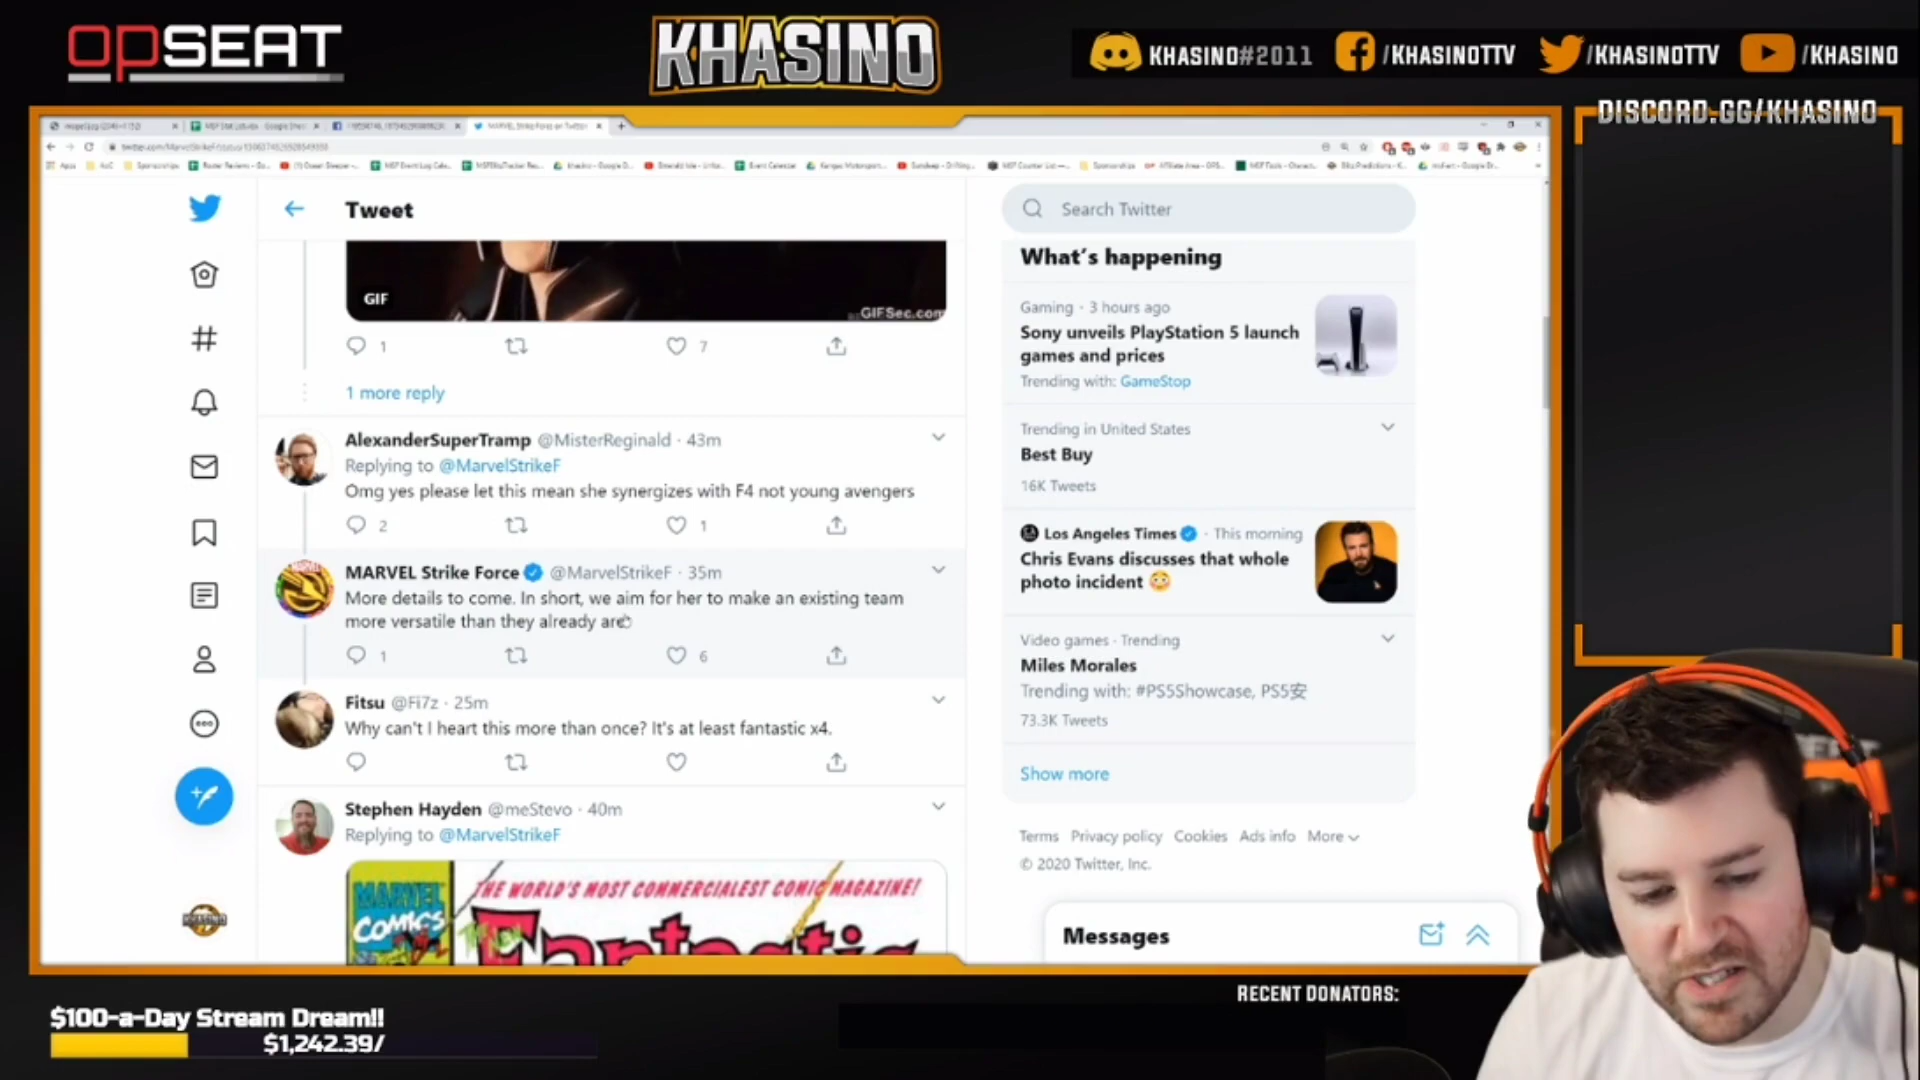 opSEAT
KHASINO
KHASINO#2011
/KHASINOTTV
/KHASINOTTV
/KHASINO
DISCORD.GG/KHASINO
Tweet
GIF
GIFSec.com
1
7
1 more reply
AlexanderSuperTramp @MisterReginald · 43m
Replying to @MarvelStrikeF
Omg yes please let this mean she synergizes with F4 not young avengers
2
1
MARVEL Strike Force @MarvelStrikeF · 35m
More details to come. In short, we aim for her to make an existing team
more versatile than they already are
1
6
Fitsu @Fi7z · 25m
Why can't I heart this more than once? It's at least fantastic x4.
Stephen Hayden @meStevo · 40m
Replying to @MarvelStrikeF
MARVEL
COMICS
THE WORLD'S MOST COMMERCIALEST COMIC MAGAZINE!
Fantastic
Search Twitter
What's happening
Gaming · 3 hours ago
Sony unveils PlayStation 5 launch
games and prices
Trending with: GameStop
Trending in United States
Best Buy
16K Tweets
Los Angeles Times · This morning
Chris Evans discusses that whole
photo incident 😳
Video games · Trending
Miles Morales
Trending with: #PS5Showcase, PS5安
73.3K Tweets
Show more
Terms Privacy policy Cookies Ads info More
© 2020 Twitter, Inc.
Messages
KHASINO
RECENT DONATORS:
$100-a-Day Stream Dream!!
$1,242.39/